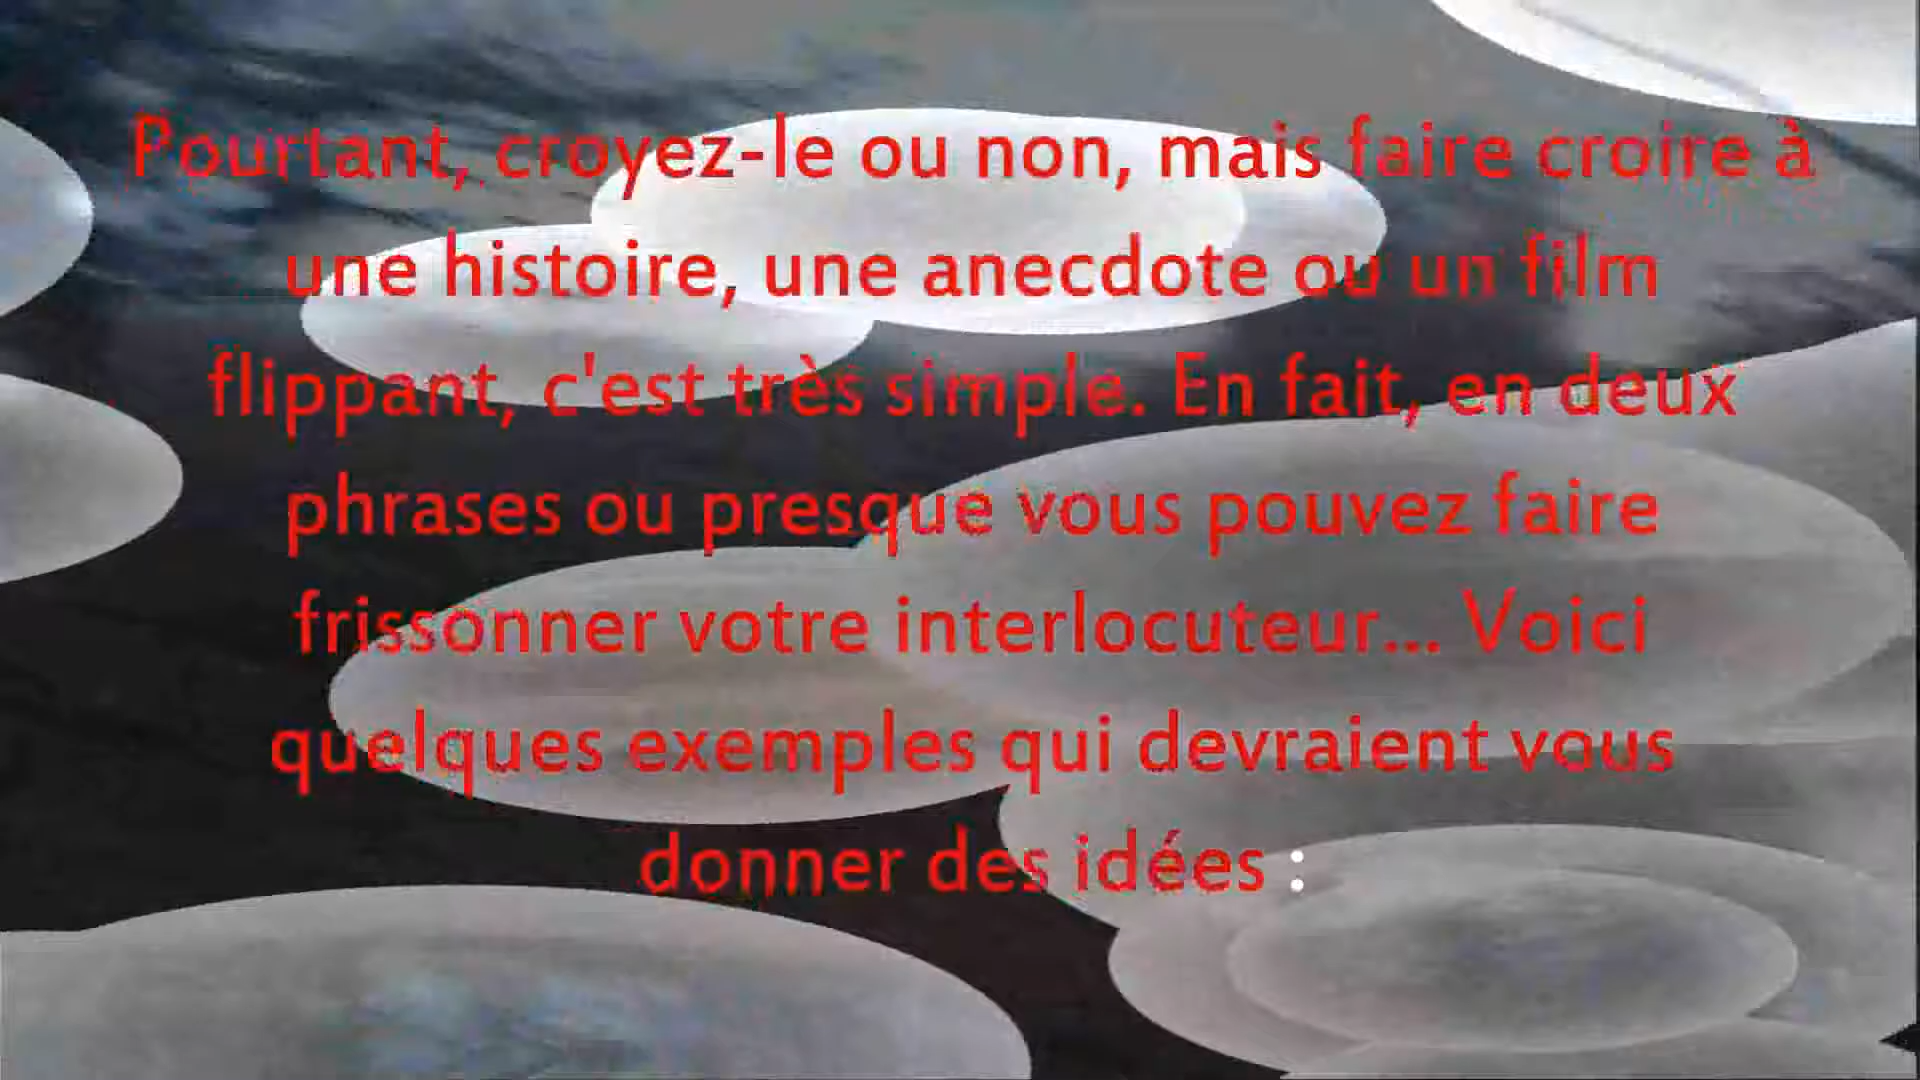 Pourtant, croyez-le ou non, mais faire croire à
une histoire, une anecdote ou un film
flippant, c'est très simple. En fait, en deux
phrases ou presque vous pouvez faire
frissonner votre interlocuteur... Voici
quelques exemples qui devraient vous
donner des idées :